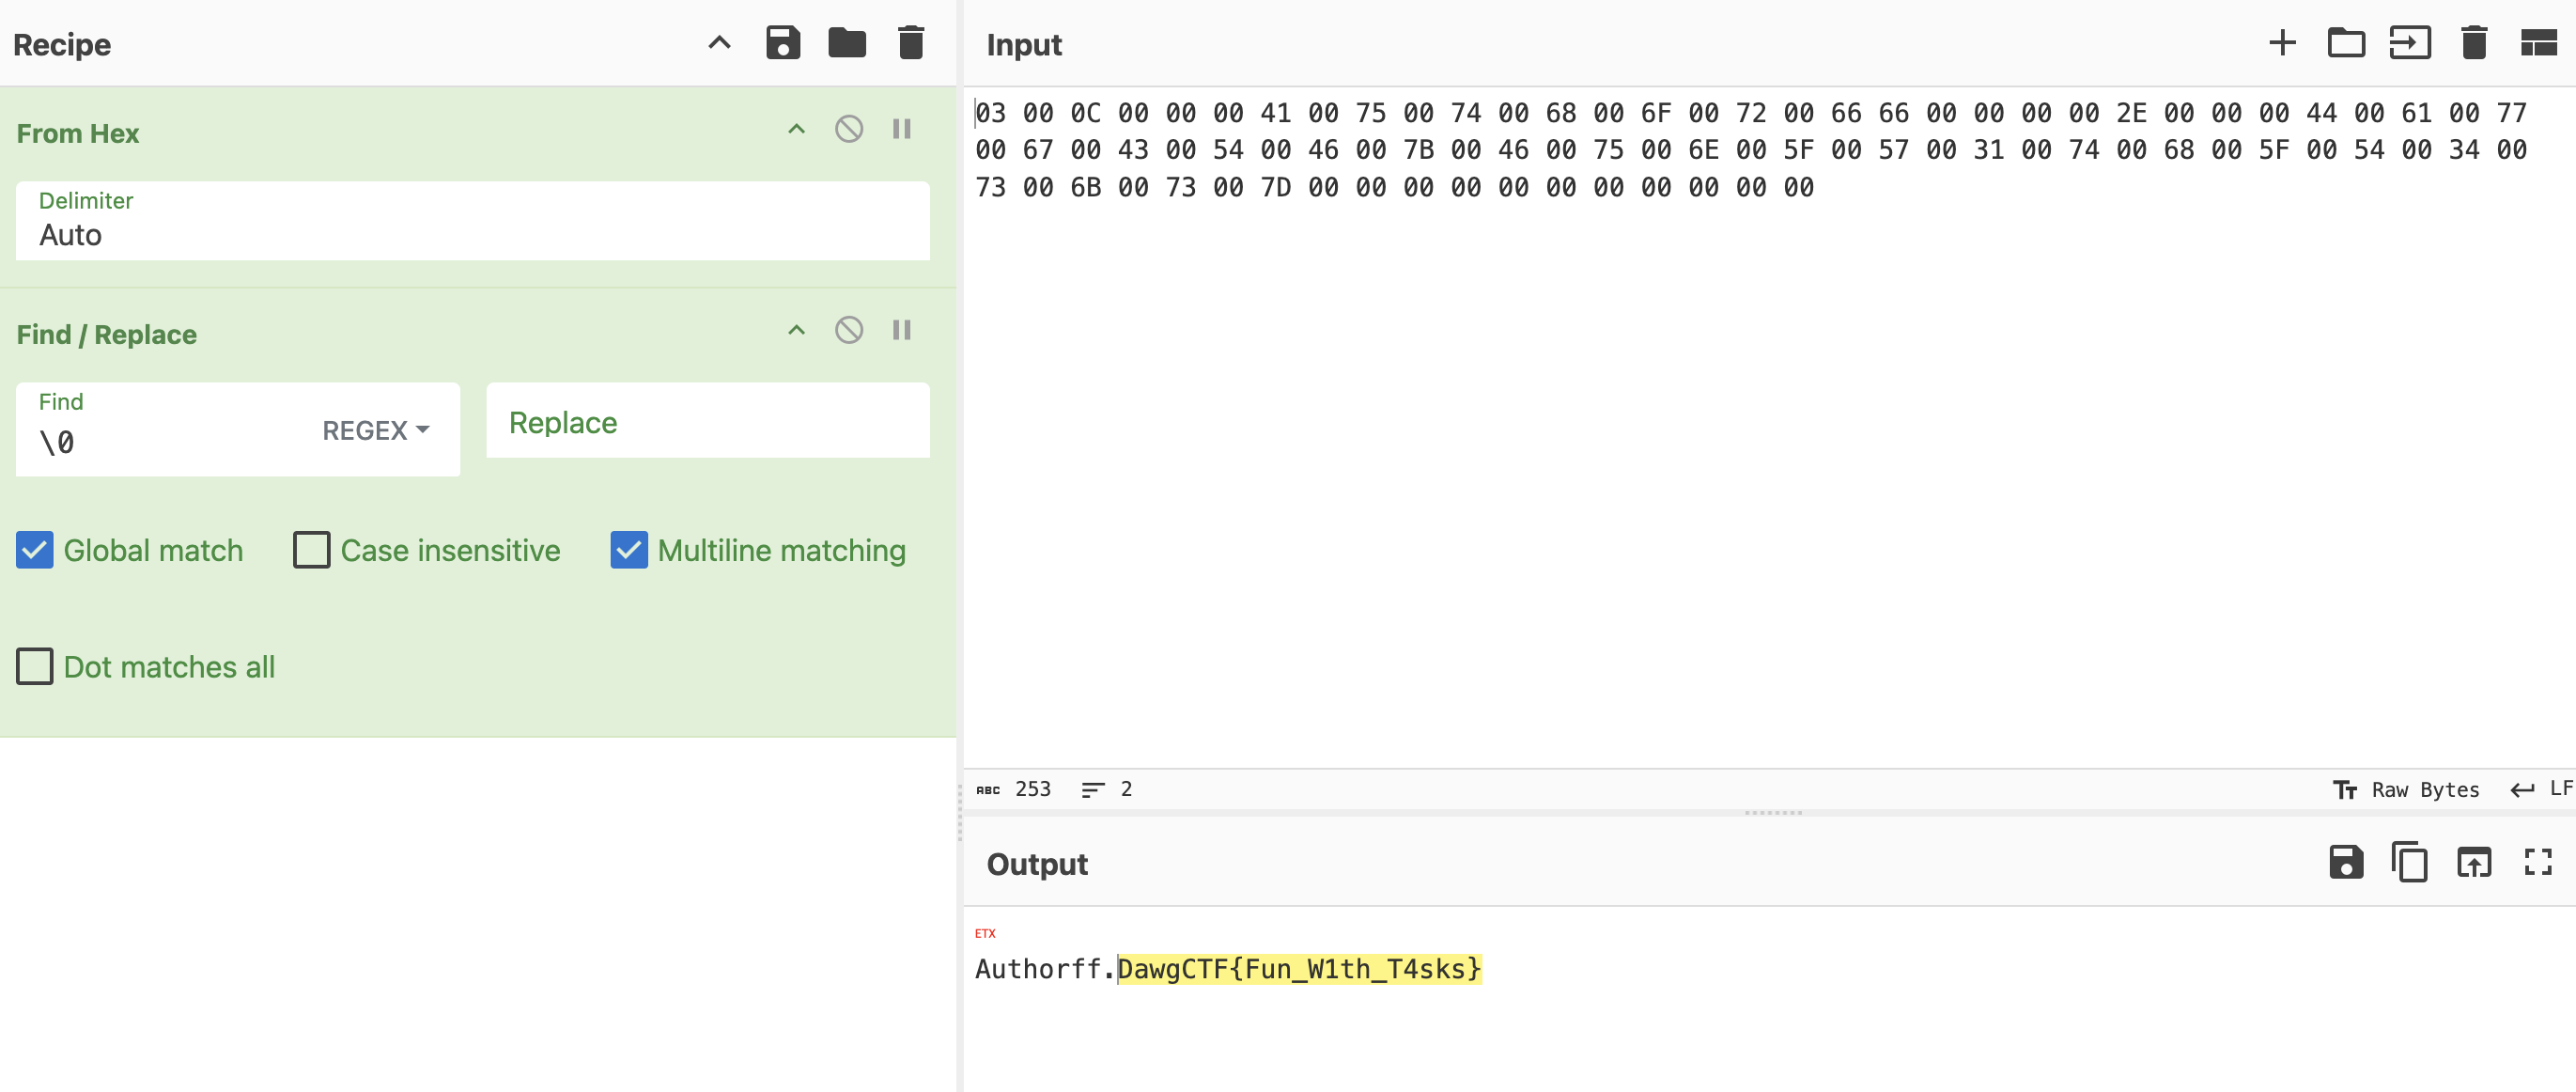 Recipe
From Hex
Delimiter
Auto
Find / Replace
Find
\0
REGEX
Replace
Global match
Case insensitive
Multiline matching
Dot matches all
Input
03 00 0C 00 00 00 41 00 75 00 74 00 68 00 6F 00 72 00 66 66 00 00 00 00 2E 00 00 00 44 00 61 00 77
00 67 00 43 00 54 00 46 00 7B 00 46 00 75 00 6E 00 5F 00 57 00 31 00 74 00 68 00 5F 00 54 00 34 00
73 00 6B 00 73 00 7D 00 00 00 00 00 00 00 00 00 00 00
ABC 253 2
Raw Bytes LF
Output
ETX
Authorff.DawgCTF{Fun_W1th_T4sks}